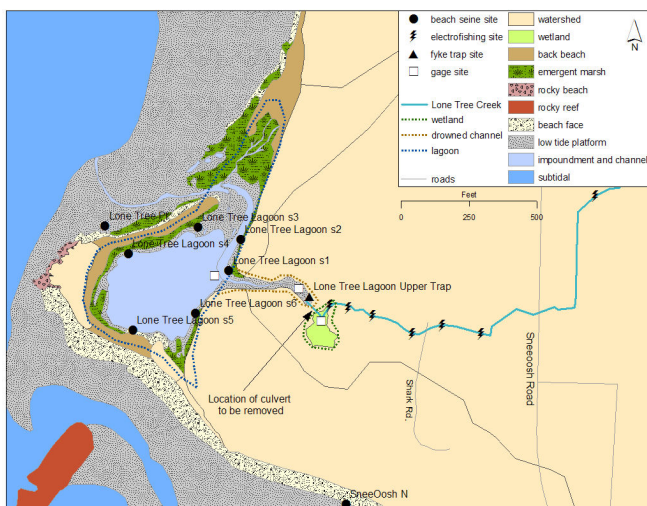 beach seine site
electrofishing site
fyke trap site
gage site
Lone Tree Creek
wetland
drowned channel
lagoon
roads
watershed
wetland
back beach
emergent marsh
rocky beach
rocky reef
beach face
low tide platform
impoundment and channel
subtidal
N
Feet
0 250 500
Lone Tree Pt
Lone Tree Lagoon s3
Lone Tree Lagoon s2
Lone Tree Lagoon s4
Lone Tree Lagoon s1
Lone Tree Lagoon Upper Trap
Lone Tree Lagoon s6
Lone Tree Lagoon s5
Location of culvert
to be removed
Shark Rd.
Sneeoosh Road
SneeOosh N